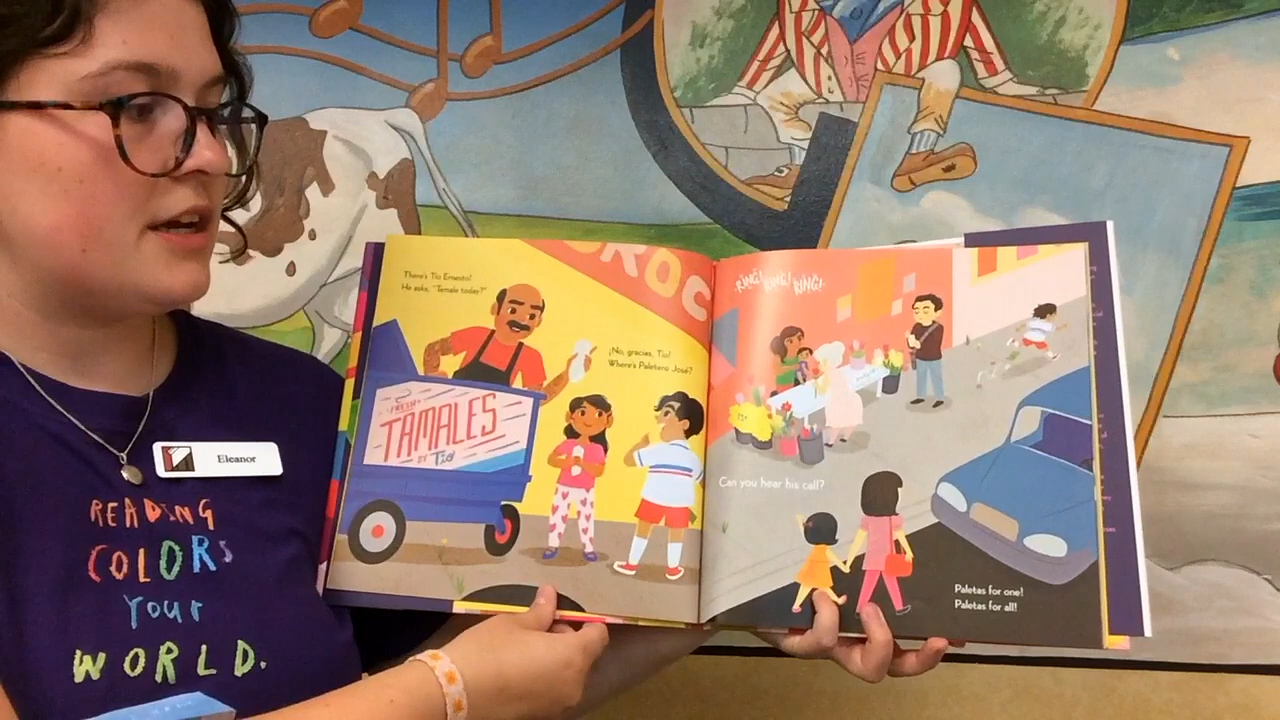 Eleanor
READING
COLORS
Your
WORLD.
There's Tío Ernesto!
He asks, "Tamale today?"
FRESH
TAMALES
BY Tío
¡No, gracias, Tío!
Where's Paletero José?
ROC
RING! RING! RING!
Can you hear his call?
Paletas for one!
Paletas for all!